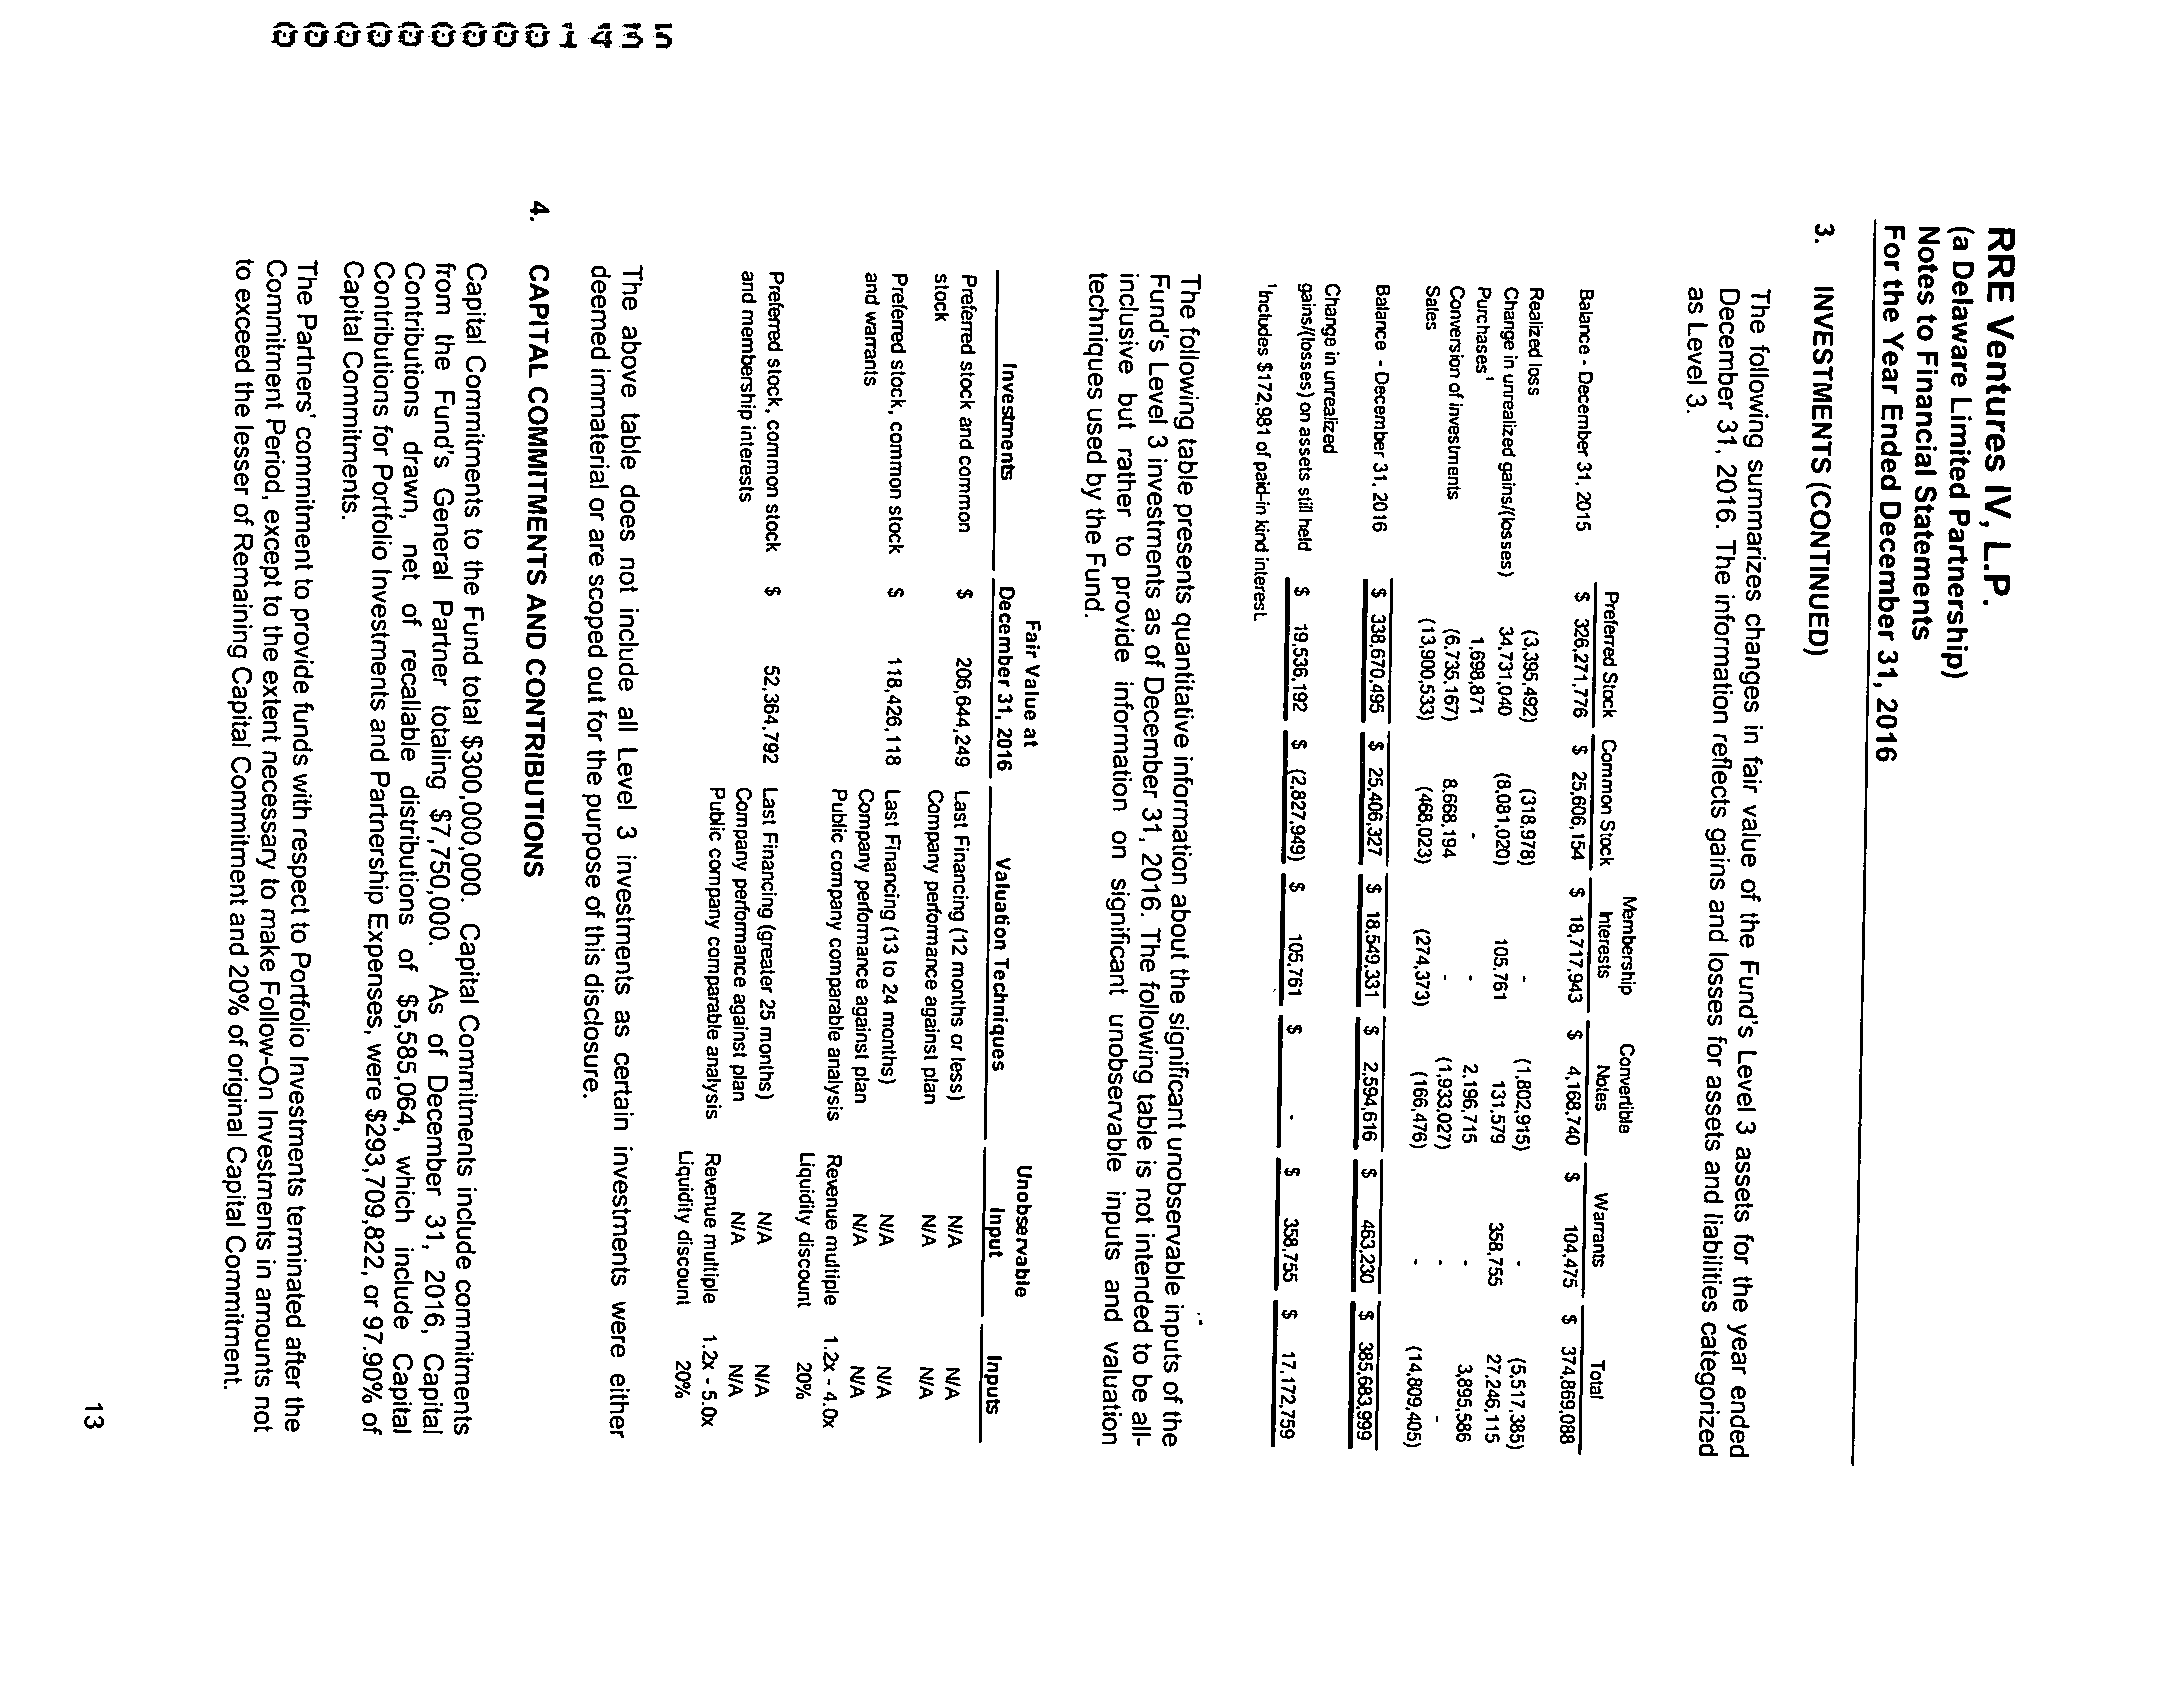 RRE Ventures IV, L.P.
(a Delaware Limited Partnership)
Notes to Financial Statements
For the Year Ended December 31, 2016
3. INVESTMENTS (CONTINUED)
The following summarizes changes in fair value of the Fund's Level 3 assets for the year ended
December 31, 2016. The information reflects gains and losses for assets and liabilities categorized
as Level 3.
Membership Convertible
Preferred Stock Common Stock Interests Notes Warrants Total
Balance - December 31, 2015 $ 326,271,776 $ 25,606,154 $ 18,717,943 $ 4,168,740 $ 104,475 $ 374,869,088
Realized loss (3,395,492) (318,978) - (1,802,915) - (5,517,385)
Change in unrealized gains/(losses) 34,731,040 (8,081,020) 105,761 131,579 358,755 27,246,115
Purchases¹ 1,698,871 - - 2,196,715 - 3,895,586
Conversion of investments (6,735,167) 8,668,194 - (1,933,027) - -
Sales (13,900,533) (468,023) (274,373) (166,476) - (14,809,405)
Balance - December 31, 2016 $ 338,670,495 $ 25,406,327 $ 18,549,331 $ 2,594,616 $ 463,230 $ 385,683,999
Change in unrealized
gains/(losses) on assets still held $ 19,536,192 $ (2,827,949) $ 105,761 $ - $ 358,755 $ 17,172,759
¹Includes $172,981 of paid-in kind interest.
The following table presents quantitative information about the significant unobservable inputs of the
Fund's Level 3 investments as of December 31, 2016. The following table is not intended to be all-
inclusive but rather to provide information on significant unobservable inputs and valuation
techniques used by the Fund.
Fair Value at Unobservable
Investments December 31, 2016 Valuation Techniques Input Inputs
Preferred stock and common $ 206,644,249 Last Financing (12 months or less) N/A N/A
stock Company performance against plan N/A N/A
Preferred stock, common stock $ 118,426,118 Last Financing (13 to 24 months) N/A N/A
and warrants Company performance against plan N/A N/A
Public company comparable analysis Revenue multiple 1.2x - 4.0x
Liquidity discount 20%
Preferred stock, common stock $ 52,364,792 Last Financing (greater 25 months) N/A N/A
and membership interests Company performance against plan N/A N/A
Public company comparable analysis Revenue multiple 1.2x - 5.0x
Liquidity discount 20%
The above table does not include all Level 3 investments as certain investments were either
deemed immaterial or are scoped out for the purpose of this disclosure.
4. CAPITAL COMMITMENTS AND CONTRIBUTIONS
Capital Commitments to the Fund total $300,000,000. Capital Commitments include commitments
from the Fund's General Partner totaling $7,750,000. As of December 31, 2016, Capital
Contributions drawn, net of recallable distributions of $5,585,064, which include Capital
Contributions for Portfolio Investments and Partnership Expenses, were $293,709,822, or 97.90% of
Capital Commitments.
The Partners' commitment to provide funds with respect to Portfolio Investments terminated after the
Commitment Period, except to the extent necessary to make Follow-On Investments in amounts not
to exceed the lesser of Remaining Capital Commitment and 20% of original Capital Commitment.
13
0000000001455